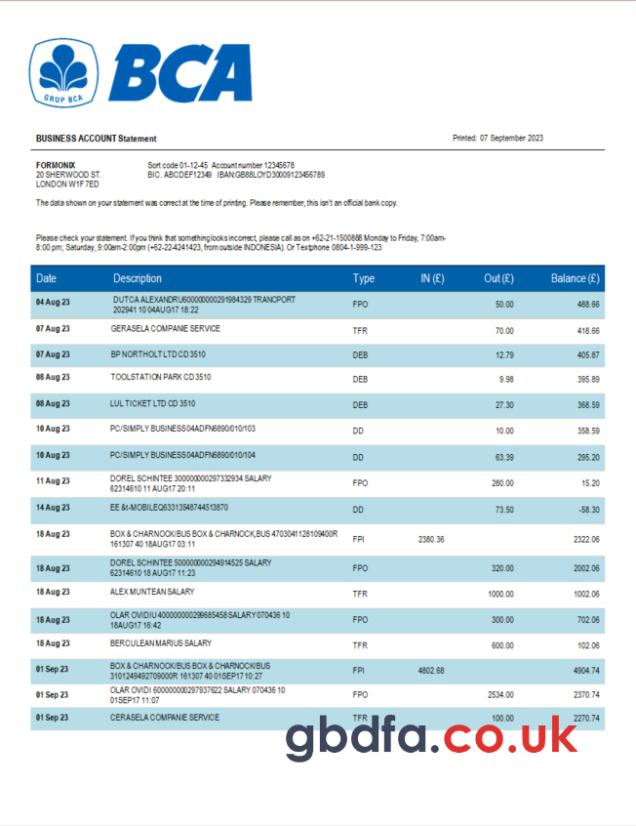 GRUP BCA
BCA
BUSINESS ACCOUNT Statement
Printed: 07 September 2023
FORMONIX
20 SHERWOOD ST.
LONDON W1F 7ED
Sort code 01-12-45 Account number 12345678
BIC. ABCDEF12349 IBAN:GB88LOYD30009123456789
The data shown on your statement was correct at the time of printing. Please remember, this isn't an official bank copy.
Please check your statement. If you think that something looks incorrect, please call as on +62-21-1500888 Monday to Friday, 7:00am-
8:00 pm; Saturday, 9:00am-2:00pm (+62-22-4241423, from outside INDONESIA). Or Textphone 0804-1-999-123
Date Description Type IN (£) Out (£) Balance (£)
04 Aug 23 DUTCA ALEXANDRU600000000291984329 TRANCPORT
202941 10 04AUG17 18:22 FPO 50.00 488.66
07 Aug 23 GERASELA COMPANIE SERVICE TFR 70.00 418.66
07 Aug 23 BP NORTHOLT LTD CD 3510 DEB 12.79 405.87
08 Aug 23 TOOLSTATION PARK CD 3510 DEB 9.98 395.89
08 Aug 23 LUL TICKET LTD CD 3510 DEB 27.30 368.59
10 Aug 23 PC/SIMPLY BUSINESS04ADFN6890/010/103 DD 10.00 358.59
10 Aug 23 PC/SIMPLY BUSINESS04ADFN6890/010/104 DD 63.39 295.20
11 Aug 23 DOREL SCHINTEE 300000000297332934 SALARY
62314610 11 AUG17 20:11 FPO 280.00 15.20
14 Aug 23 EE &t-MOBILEQ63313548744513870 DD 73.50 -58.30
18 Aug 23 BOX & CHARNOCK/BUS BOX & CHARNOCK,BUS 4703041128109400R
161307 40 18AUG17 03:11 FPI 2380.36 2322.06
18 Aug 23 DOREL SCHINTEE 500000000294914525 SALARY
62314610 18 AUG17 11:23 FPO 320.00 2002.06
18 Aug 23 ALEX MUNTEAN SALARY TFR 1000.00 1002.06
18 Aug 23 OLAR OVIDIU 4000000000299685458 SALARY 070436 10
18AUG17 16:42 FPO 300.00 702.06
18 Aug 23 BERCULEAN MARIUS SALARY TFR 600.00 102.06
01 Sep 23 BOX & CHARNOCK/BUS BOX & CHARNOCK/BUS
3101249492709000R 161307 40 01SEP17 10:27 FPI 4802.68 4904.74
01 Sep 23 OLAR OVIDI 600000000297937622 SALARY 070436 10
01SEP17 11:07 FPO 2534.00 2370.74
01 Sep 23 CERASELA COMPANIE SERVICE TFR 100.00 2270.74
gbdfa.co.uk